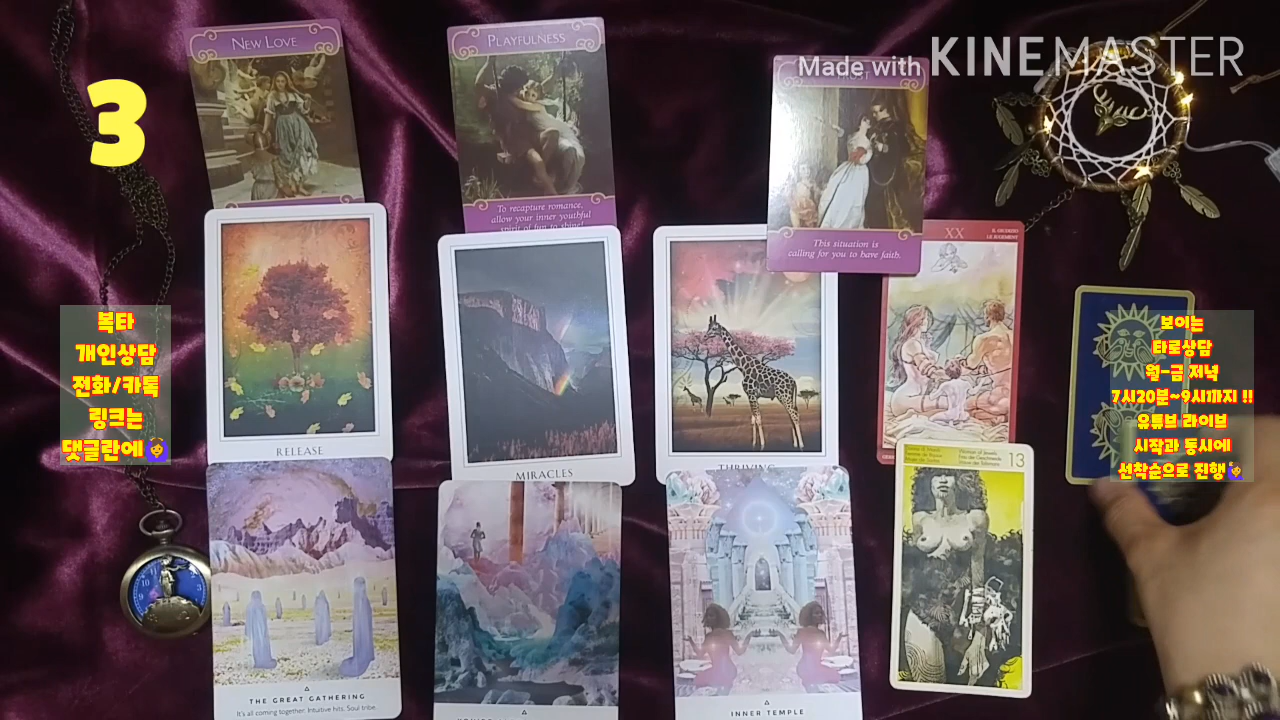 NEW LOVE
PLAYFULNESS
Made with KINEMASTER
3
To recapture romance,
allow your inner youthful
spirit of fun to shine!
This situation is
calling for you to have faith.
XX
IL GIUDIZIO
LE JUGEMENT
복타
개인상담
전화/카톡
링크는
댓글란에
보이는
타로상담
월-금 저녁
7시20분~9시까지 !!
유튜브 라이브
시작과 동시에
선착순으로 진행
RELEASE
MIRACLES
THRIVING
13
THE GREAT GATHERING
It's all coming together. Intuitive hits. Soul tribe.
INNER TEMPLE